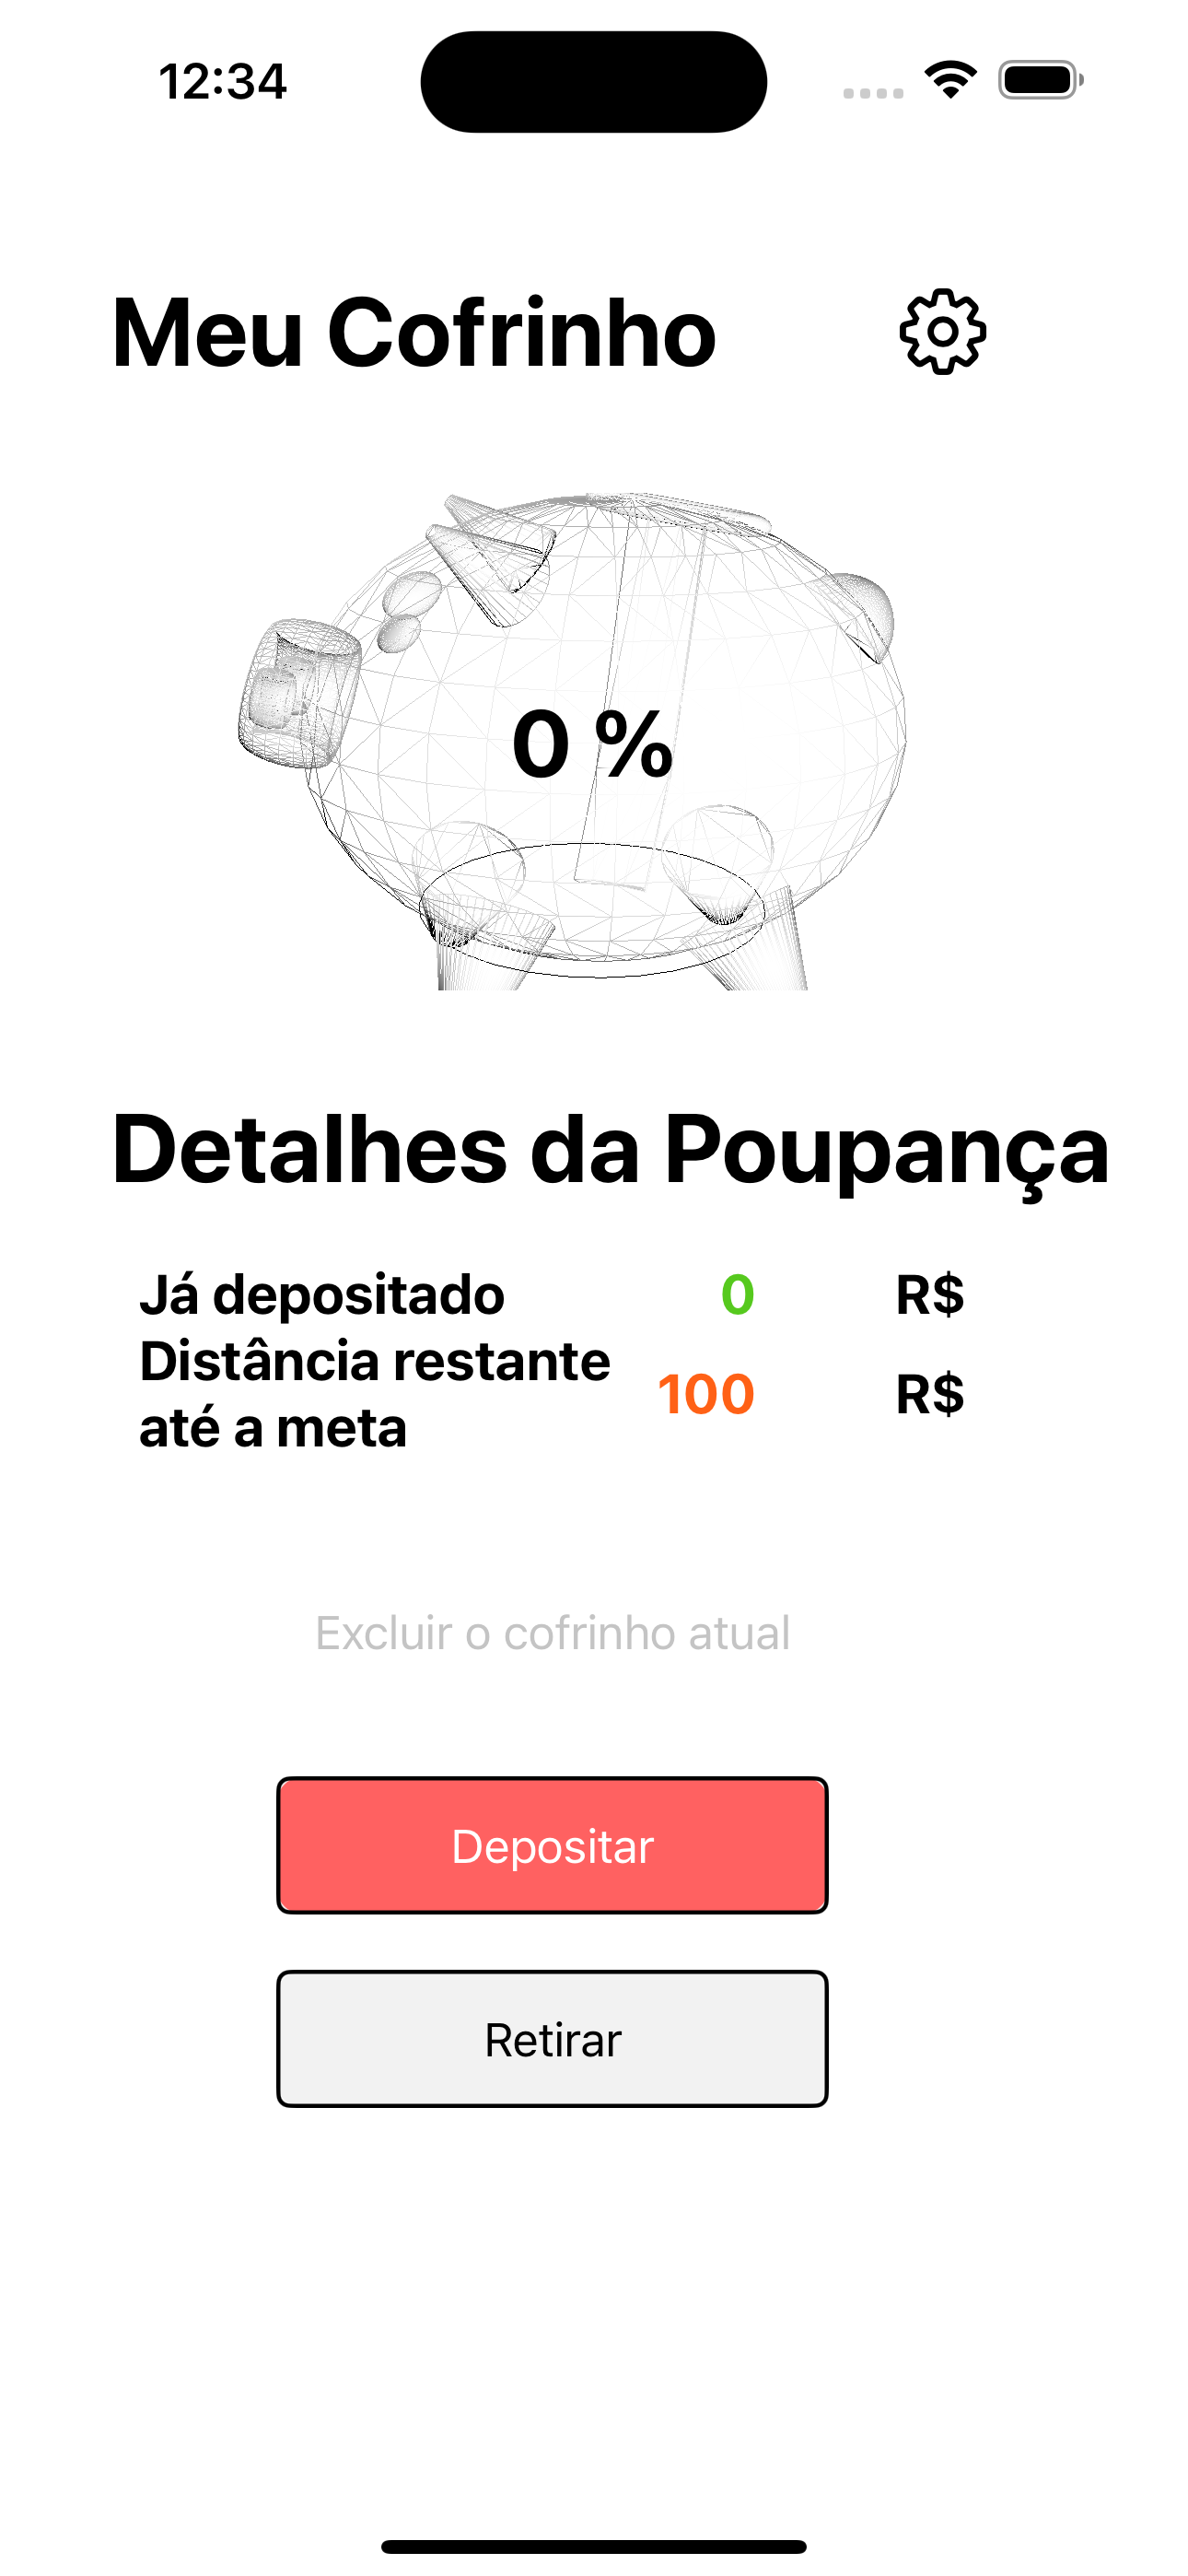 12:34
Meu Cofrinho
0 %
Detalhes da Poupança
Já depositado 0 R$
Distância restante
até a meta 100 R$
Excluir o cofrinho atual
Depositar
Retirar